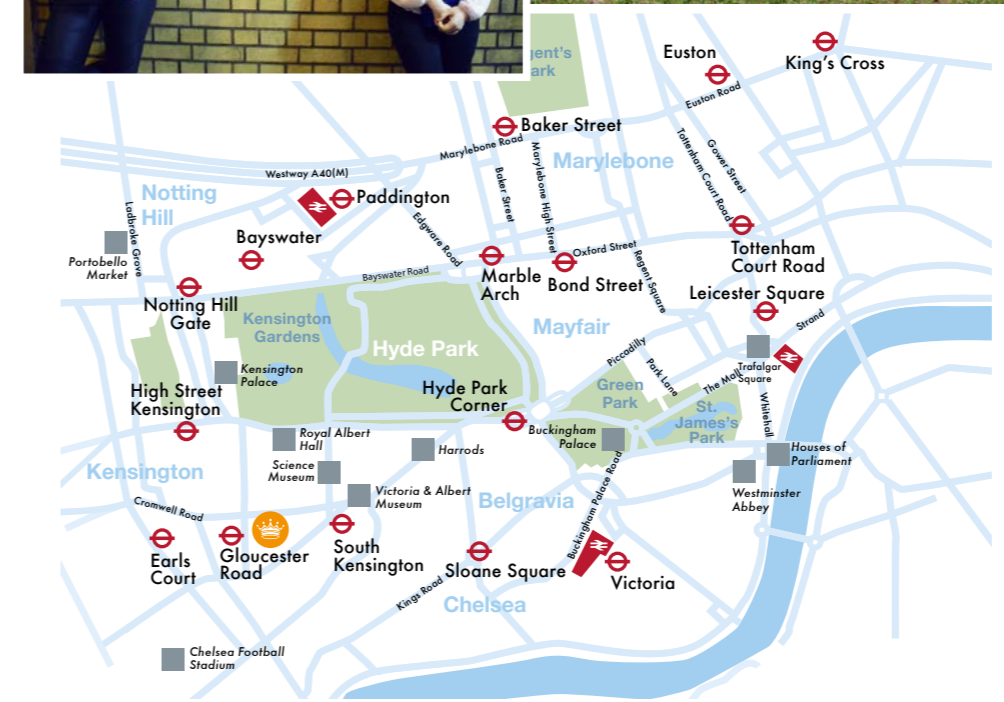 gent's
ark
Euston
King's Cross
Euston Road
Baker Street
Marylebone Road
Marylebone
Gower Street
Tottenham Court Road
Westway A40(M)
Notting
Hill
Paddington
Baker Street
Marylebone High Street
Ladbroke Grove
Edgware Road
Portobello
Market
Bayswater
Bayswater Road
Oxford Street
Tottenham
Court Road
Marble
Arch
Bond Street
Regent Square
Leicester Square
Notting Hill
Gate
Kensington
Gardens
Hyde Park
Mayfair
Strand
Piccadilly
Park Lane
The Mall
Trafalgar
Square
Whitehall
Kensington
Palace
High Street
Kensington
Hyde Park
Corner
Green
Park
St.
James's
Park
Buckingham
Palace
Royal Albert
Hall
Harrods
Houses of
Parliament
Science
Museum
Kensington
Victoria & Albert
Museum
Belgravia
Buckingham Palace Road
Westminster
Abbey
Cromwell Road
Earls
Court
Gloucester
Road
South
Kensington
Sloane Square
Victoria
Kings Road
Chelsea
Chelsea Football
Stadium